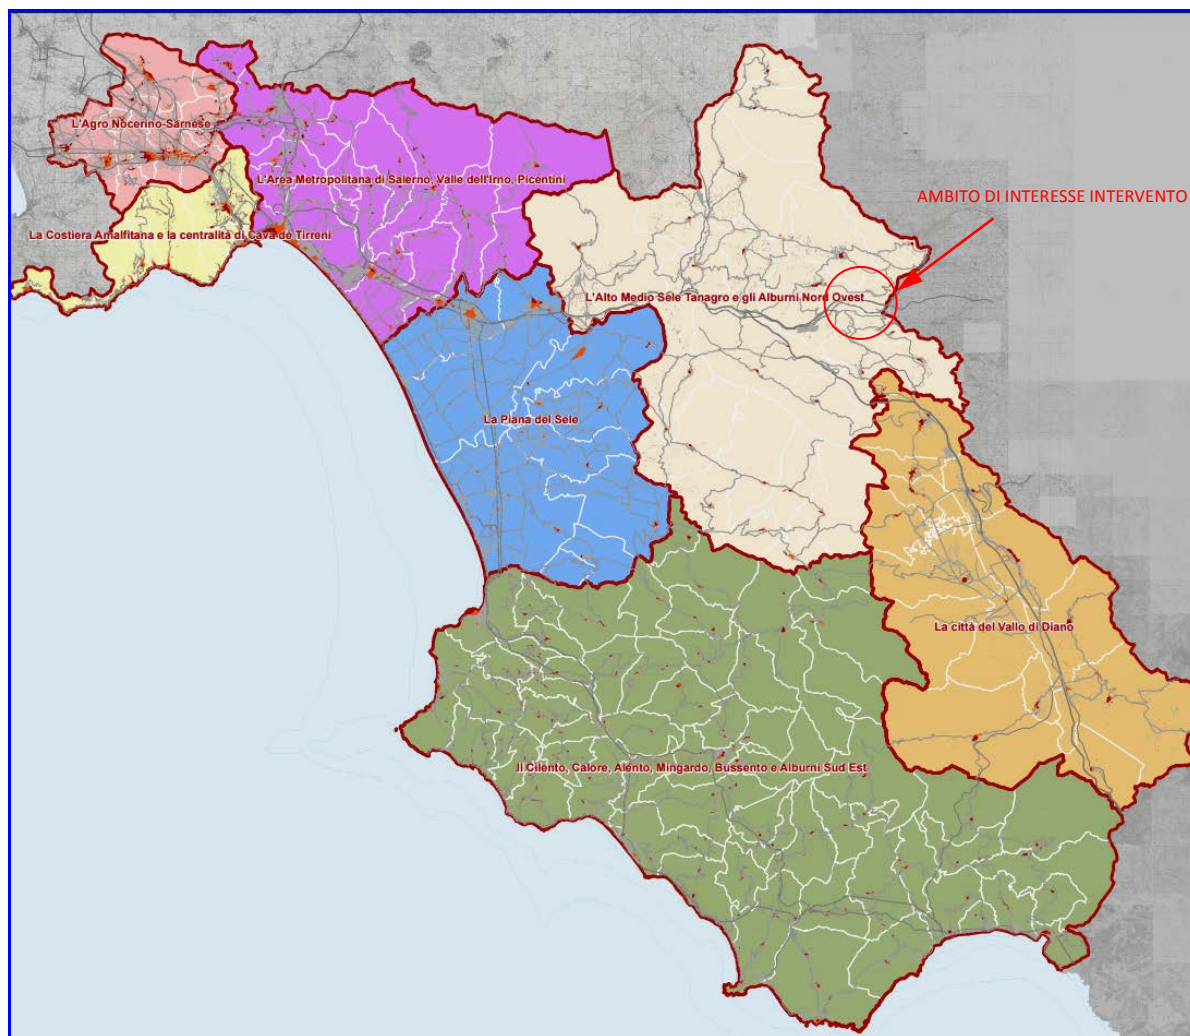 L'Agro Nocerino-Sarnese
L'Area Metropolitana di Salerno, Valle dell'Irno, Picentini
AMBITO DI INTERESSE INTERVENTO
La Costiera Amalfitana e la centralità di Cava de Tirreni
L'Alto Medio Sele Tanagro e gli Alburni Nord Ovest
La Piana del Sele
La città del Vallo di Diano
Il Cilento, Calore, Alento, Mingardo, Bussento e Alburni Sud Est